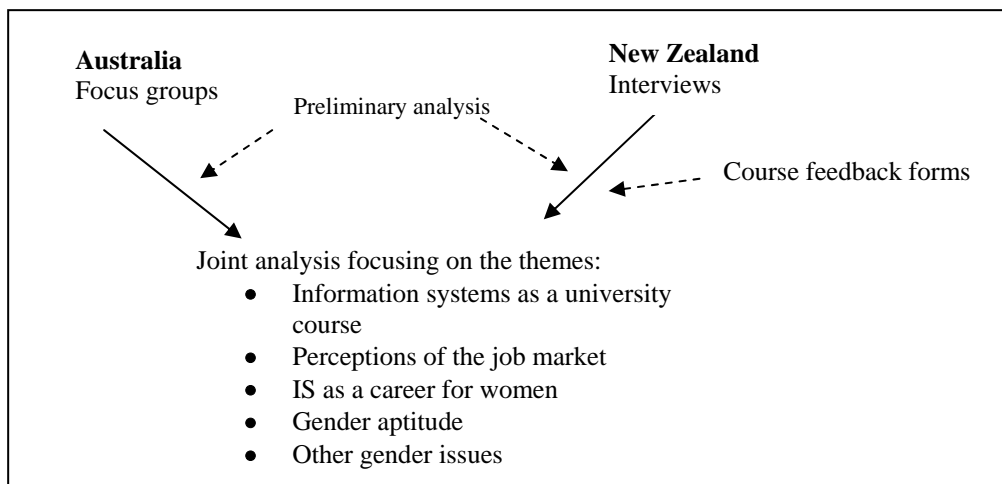 Australia
Focus groups
New Zealand
Interviews
Preliminary analysis
Course feedback forms
Joint analysis focusing on the themes:
● Information systems as a university
course
● Perceptions of the job market
● IS as a career for women
● Gender aptitude
● Other gender issues